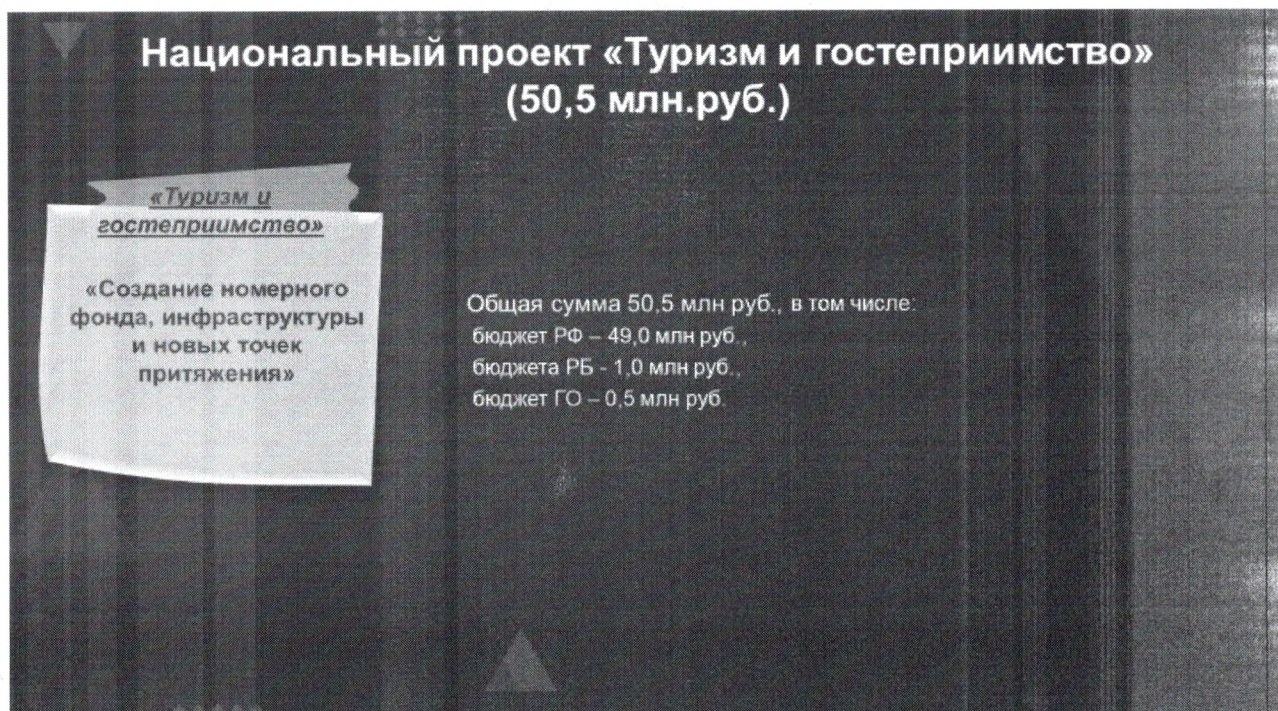 Национальный проект «Туризм и гостеприимство»
(50,5 млн.руб.)
«Туризм и
гостеприимство»
«Создание номерного
фонда, инфраструктуры
и новых точек
притяжения»
Общая сумма 50,5 млн руб., в том числе:
бюджет РФ – 49,0 млн руб.,
бюджета РБ - 1,0 млн руб.,
бюджет ГО – 0,5 млн руб.